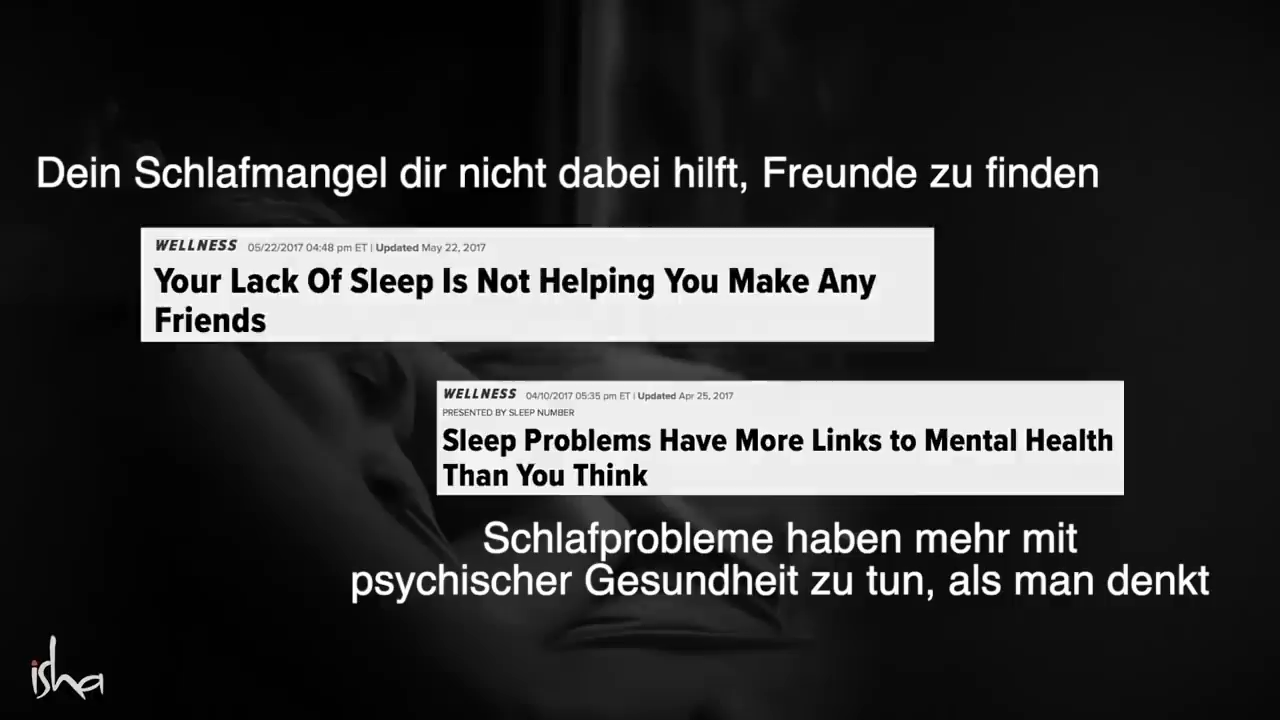 Dein Schlafmangel dir nicht dabei hilft, Freunde zu finden
WELLNESS 05/22/2017 04:48 pm ET | Updated May 22, 2017
Your Lack Of Sleep Is Not Helping You Make Any
Friends
WELLNESS 04/10/2017 05:35 pm ET | Updated Apr 25, 2017
PRESENTED BY SLEEP NUMBER
Sleep Problems Have More Links to Mental Health
Than You Think
Schlafprobleme haben mehr mit
psychischer Gesundheit zu tun, als man denkt
isha